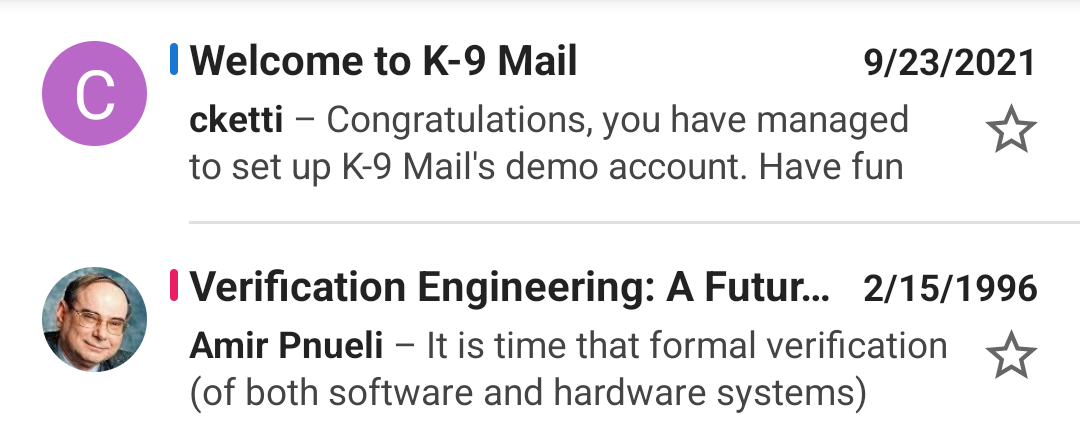 C
Welcome to K-9 Mail 9/23/2021
cketti – Congratulations, you have managed
to set up K-9 Mail's demo account. Have fun
Verification Engineering: A Futur... 2/15/1996
Amir Pnueli – It is time that formal verification
(of both software and hardware systems)